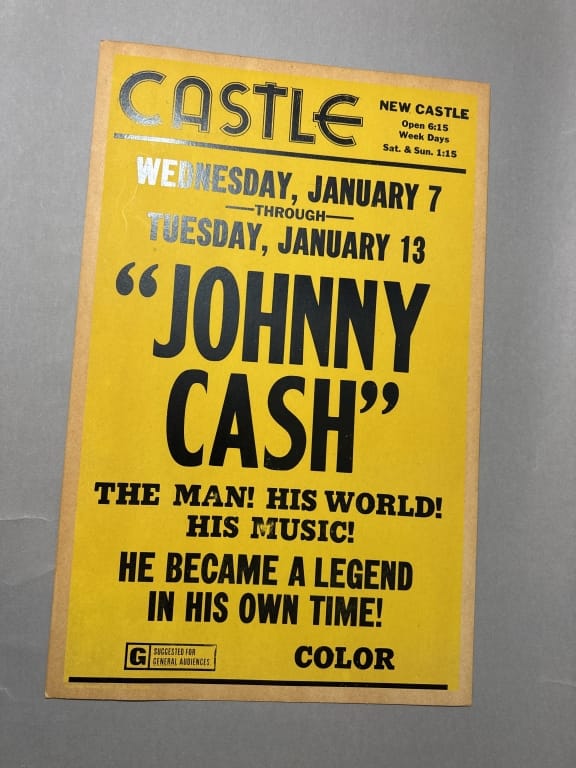 CASTLE
NEW CASTLE
Open 6:15
Week Days
Sat. & Sun. 1:15
WEDNESDAY, JANUARY 7
THROUGH
TUESDAY, JANUARY 13
"JOHNNY
CASH"
THE MAN! HIS WORLD!
HIS MUSIC!
HE BECAME A LEGEND
IN HIS OWN TIME!
G SUGGESTED FOR
GENERAL AUDIENCES.
COLOR